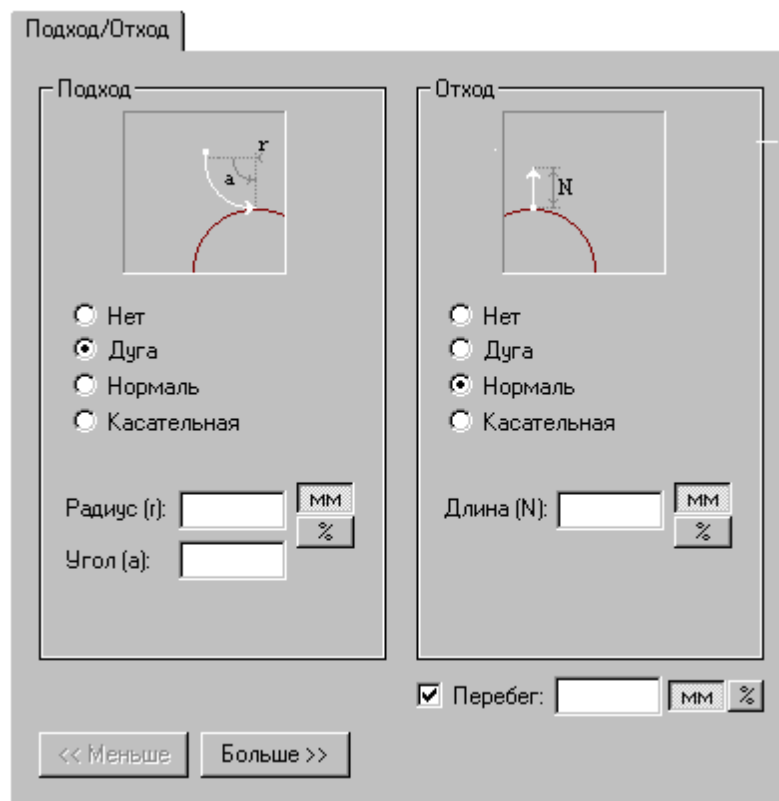 Подход/Отход
Подход
r
a
Нет
Дуга
Нормаль
Касательная
Радиус (r):
мм
%
Угол (a):
Отход
N
Нет
Дуга
Нормаль
Касательная
Длина (N):
мм
%
Перебег:
мм
%
<< Меньше
Больше >>